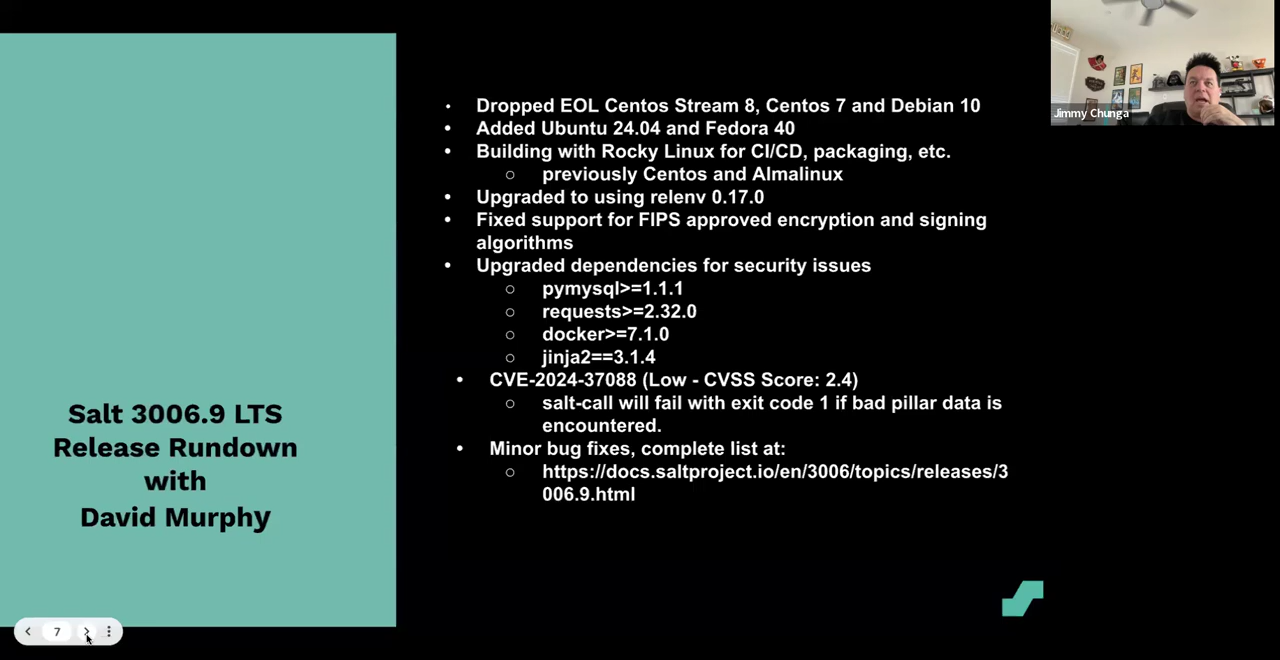 Dropped EOL Centos Stream 8, Centos 7 and Debian 10
Added Ubuntu 24.04 and Fedora 40
Building with Rocky Linux for CI/CD, packaging, etc.
previously Centos and Almalinux
Upgraded to using relenv 0.17.0
Fixed support for FIPS approved encryption and signing
algorithms
Upgraded dependencies for security issues
pymysql>=1.1.1
requests>=2.32.0
docker>=7.1.0
jinja2==3.1.4
CVE-2024-37088 (Low - CVSS Score: 2.4)
salt-call will fail with exit code 1 if bad pillar data is
encountered.
Minor bug fixes, complete list at:
https://docs.saltproject.io/en/3006/topics/releases/3
006.9.html
Salt 3006.9 LTS
Release Rundown
with
David Murphy
Jimmy Chunga
7